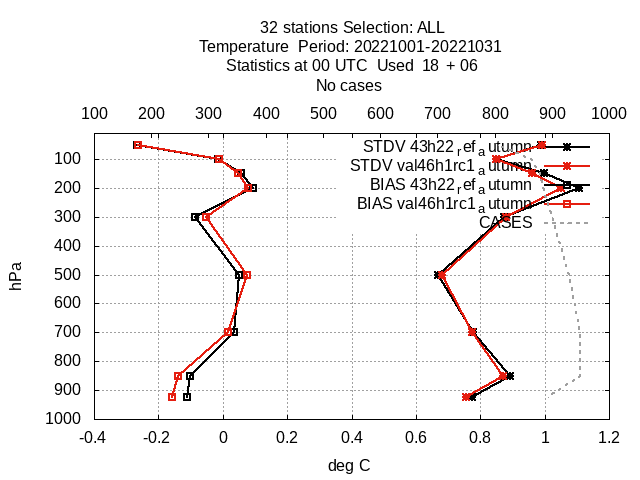 32 stations Selection: ALL
Temperature Period: 20221001-20221031
Statistics at 00 UTC Used 18 + 06
No cases
100 200 300 400 500 600 700 800 900 1000
STDV 43h22_ref_autumn
STDV val46h1rc1_autumn
BIAS 43h22_ref_autumn
BIAS val46h1rc1_autumn
CASES
100
200
300
400
500
600
700
800
900
1000
hPa
-0.4 -0.2 0 0.2 0.4 0.6 0.8 1 1.2
deg C